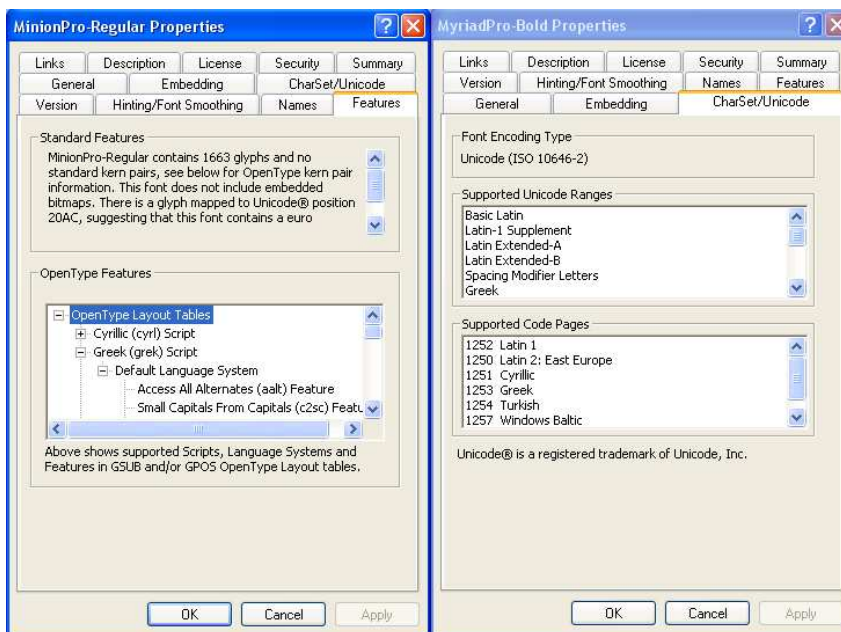 MinionPro-Regular Properties
Links Description License Security Summary
General Embedding CharSet/Unicode
Version Hinting/Font Smoothing Names Features
Standard Features
MinionPro-Regular contains 1663 glyphs and no
standard kern pairs, see below for OpenType kern pair
information. This font does not include embedded
bitmaps. There is a glyph mapped to Unicode® position
20AC, suggesting that this font contains a euro
OpenType Features
OpenType Layout Tables
Cyrillic (cyrl) Script
Greek (grek) Script
Default Language System
Access All Alternates (aalt) Feature
Small Capitals From Capitals (c2sc) Featu
Above shows supported Scripts, Language Systems and
Features in GSUB and/or GPOS OpenType Layout tables.
OK Cancel Apply
MyriadPro-Bold Properties
Links Description License Security Summary
Version Hinting/Font Smoothing Names Features
General Embedding CharSet/Unicode
Font Encoding Type
Unicode (ISO 10646-2)
Supported Unicode Ranges
Basic Latin
Latin-1 Supplement
Latin Extended-A
Latin Extended-B
Spacing Modifier Letters
Greek
Supported Code Pages
1252 Latin 1
1250 Latin 2: East Europe
1251 Cyrillic
1253 Greek
1254 Turkish
1257 Windows Baltic
Unicode® is a registered trademark of Unicode, Inc.
OK Cancel Apply